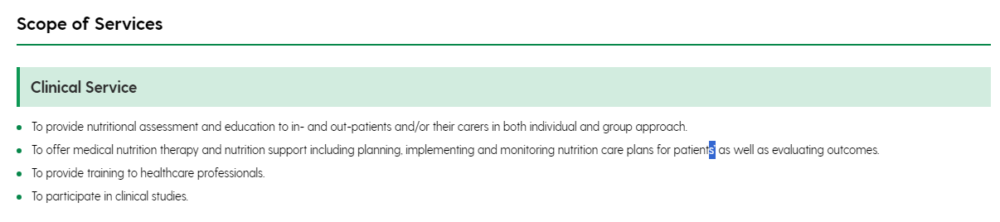 Scope of Services
Clinical Service
To provide nutritional assessment and education to in- and out-patients and/or their carers in both individual and group approach.
To offer medical nutrition therapy and nutrition support including planning, implementing and monitoring nutrition care plans for patients’ as well as evaluating outcomes.
To provide training to healthcare professionals.
To participate in clinical studies.